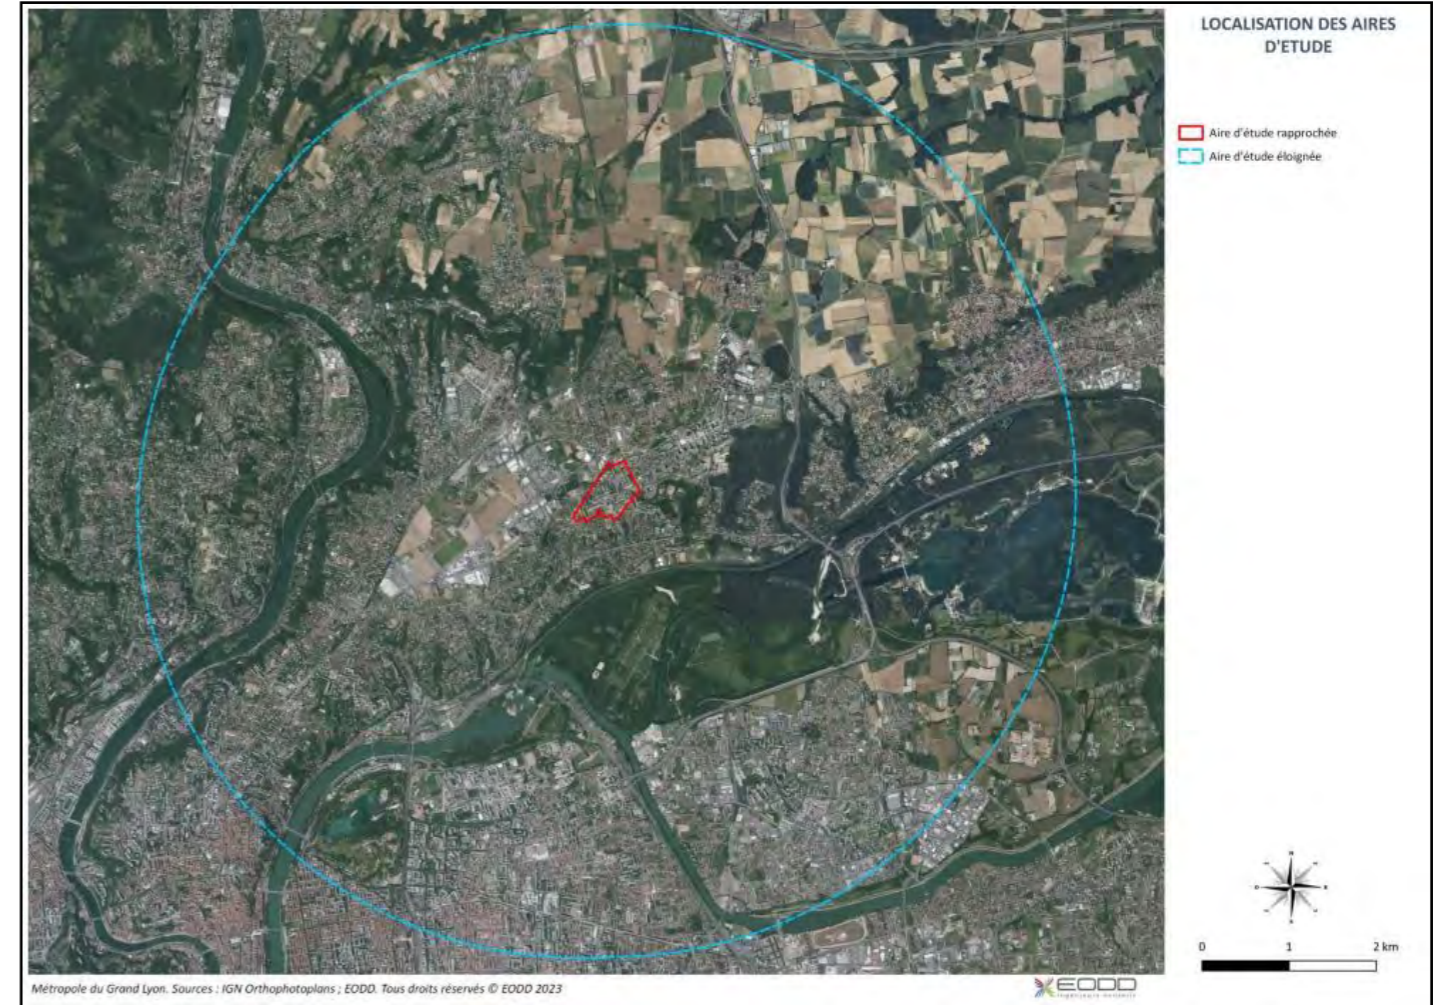 LOCALISATION DES AIRES
D'ETUDE
Aire d'étude rapprochée
Aire d'étude éloignée
N
S
0 1 2 km
Métropole du Grand Lyon. Sources : IGN Orthophotoplans ; EODD. Tous droits réservés © EODD 2023
EODD